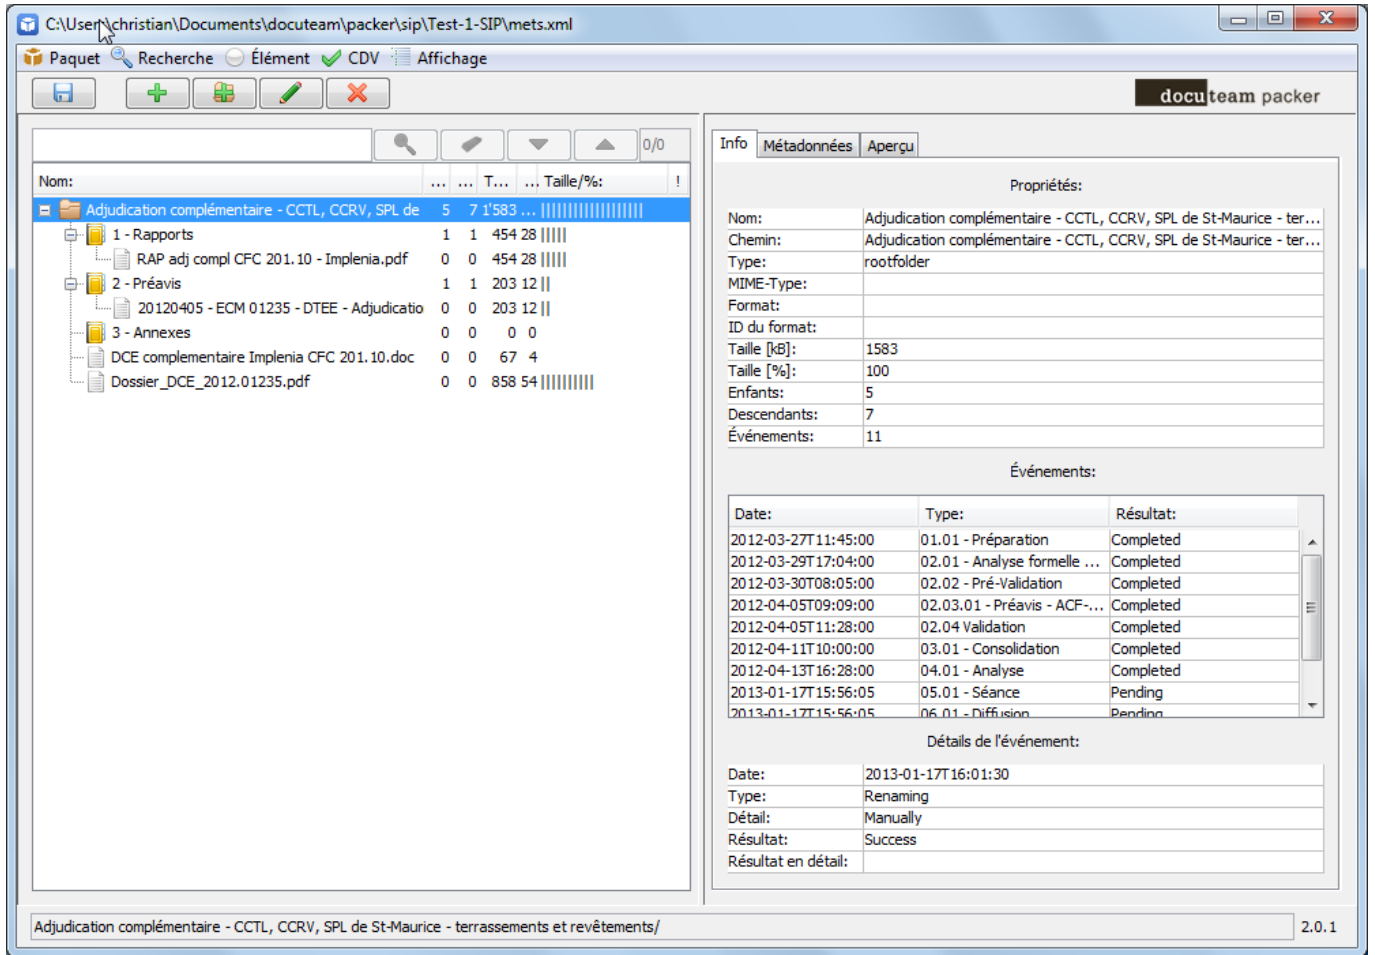 C:\Users\christian\Documents\docuteam\packer\sip\Test-1-SIP\mets.xml
Paquet Recherche Élément CDV Affichage
docuteam packer
0/0
Nom: ... ... T... ... Taille/%: !
Adjudication complémentaire - CCTL, CCRV, SPL de 5 7 1'583 ...
1 - Rapports 1 1 454 28
RAP adj compl CFC 201.10 - Implenia.pdf 0 0 454 28
2 - Préavis 1 1 203 12
20120405 - ECM 01235 - DTEE - Adjudicatio 0 0 203 12
3 - Annexes 0 0 0 0
DCE complementaire Implenia CFC 201.10.doc 0 0 67 4
Dossier_DCE_2012.01235.pdf 0 0 858 54
Info Métadonnées Aperçu
Propriétés:
Nom: Adjudication complémentaire - CCTL, CCRV, SPL de St-Maurice - ter...
Chemin: Adjudication complémentaire - CCTL, CCRV, SPL de St-Maurice - ter...
Type: rootfolder
MIME-Type:
Format:
ID du format:
Taille [kB]: 1583
Taille [%]: 100
Enfants: 5
Descendants: 7
Événements: 11
Événements:
Date: Type: Résultat:
2012-03-27T11:45:00 01.01 - Préparation Completed
2012-03-29T17:04:00 02.01 - Analyse formelle ... Completed
2012-03-30T08:05:00 02.02 - Pré-Validation Completed
2012-04-05T09:09:00 02.03.01 - Préavis - ACF-... Completed
2012-04-05T11:28:00 02.04 Validation Completed
2012-04-11T10:00:00 03.01 - Consolidation Completed
2012-04-13T16:28:00 04.01 - Analyse Completed
2013-01-17T15:56:05 05.01 - Séance Pending
2013-01-17T15:56:05 06.01 - Diffusion Pending
Détails de l'événement:
Date: 2013-01-17T16:01:30
Type: Renaming
Détail: Manually
Résultat: Success
Résultat en détail:
Adjudication complémentaire - CCTL, CCRV, SPL de St-Maurice - terrassements et revêtements/ 2.0.1